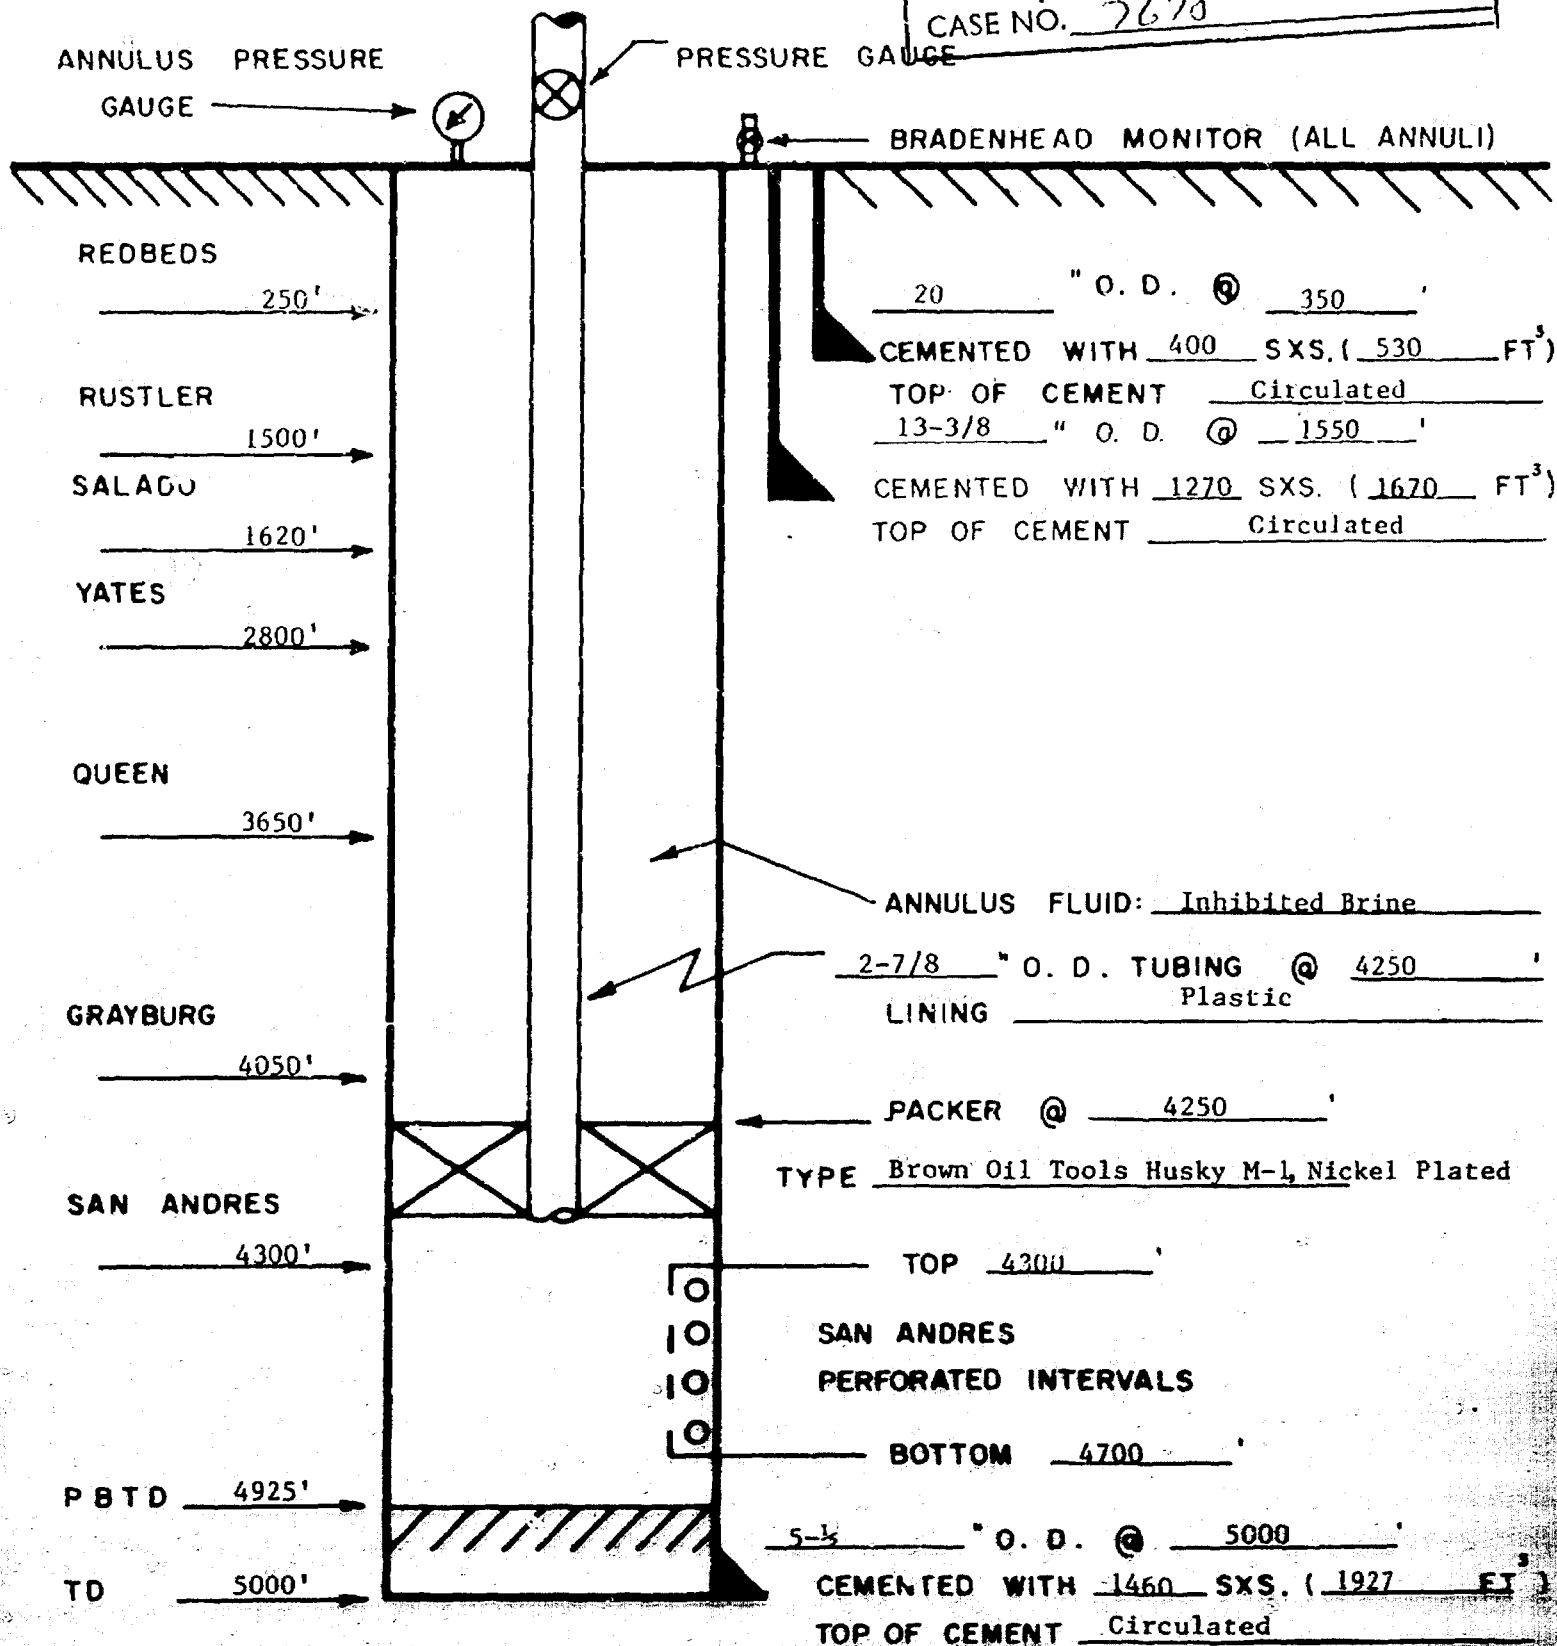 CASE NO. 7670
ANNULUS PRESSURE
GAUGE
PRESSURE GAUGE
BRADENHEAD MONITOR (ALL ANNULI)
REDBEDS
250'
20 " O. D. @ 350 '
CEMENTED WITH 400 SXS. ( 530 FT³)
TOP OF CEMENT Circulated
RUSTLER
1500'
13-3/8 " O. D. @ 1550 '
CEMENTED WITH 1270 SXS. ( 1670 FT³)
TOP OF CEMENT Circulated
SALADO
1620'
YATES
2800'
QUEEN
3650'
ANNULUS FLUID: Inhibited Brine
2-7/8 " O. D. TUBING @ 4250 '
LINING Plastic
GRAYBURG
4050'
PACKER @ 4250 '
TYPE Brown Oil Tools Husky M-1, Nickel Plated
SAN ANDRES
4300'
TOP 4300 '
SAN ANDRES
PERFORATED INTERVALS
BOTTOM 4700 '
PBTD 4925'
5-½ " O. D. @ 5000 '
CEMENTED WITH 1460 SXS. ( 1927 FT³)
TOP OF CEMENT Circulated
TD 5000'